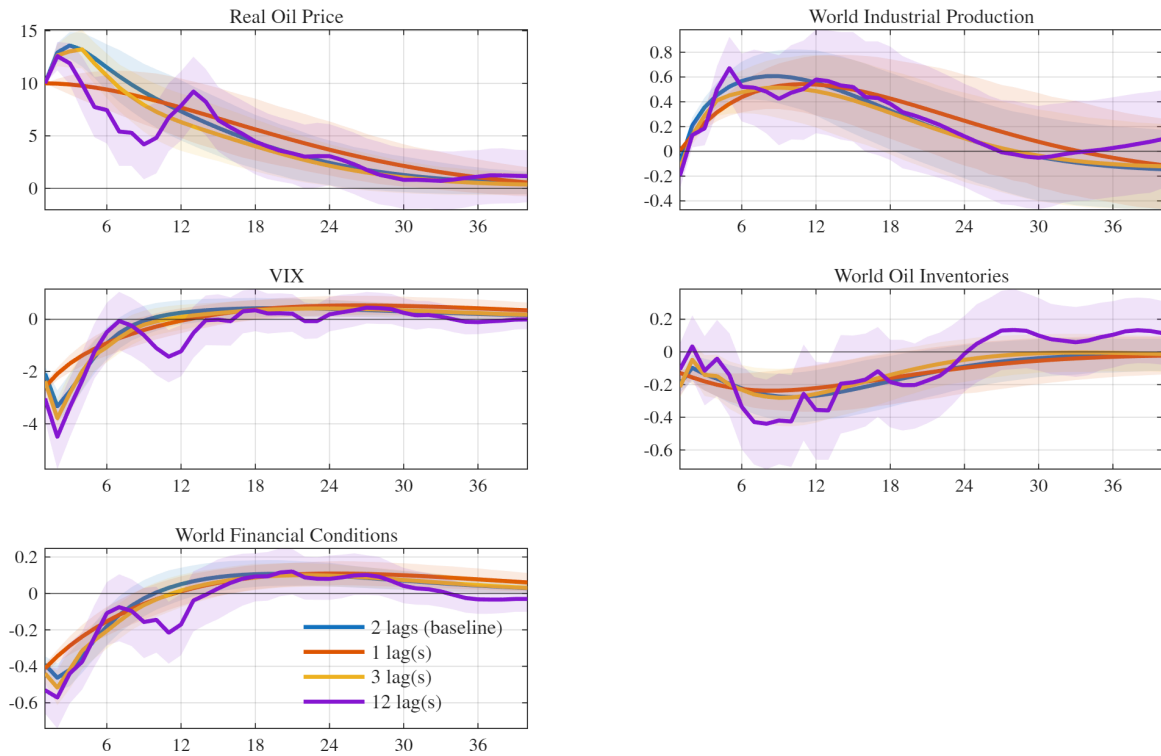 Real Oil Price
15
10
5
0
6 12 18 24 30 36
World Industrial Production
0.8
0.6
0.4
0.2
0
-0.2
-0.4
6 12 18 24 30 36
VIX
0
-2
-4
6 12 18 24 30 36
World Oil Inventories
0.2
0
-0.2
-0.4
-0.6
6 12 18 24 30 36
World Financial Conditions
0.2
0
-0.2
-0.4
-0.6
6 12 18 24 30 36
2 lags (baseline)
1 lag(s)
3 lag(s)
12 lag(s)